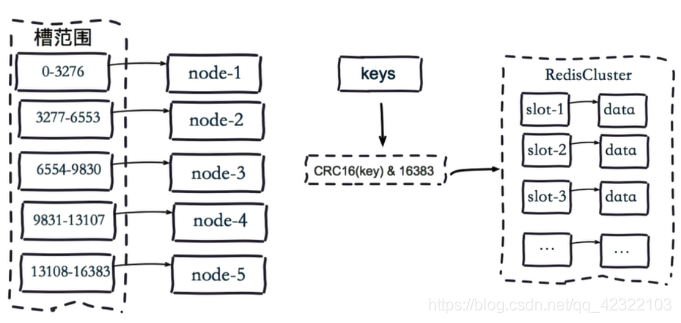 槽范围
0-3276
node-1
3277-6553
node-2
6554-9830
node-3
9831-13107
node-4
13108-16383
node-5
keys
CRC16(key) & 16383
RedisCluster
slot-1
data
slot-2
data
slot-3
data
...
...
https://blog.csdn.net/qq_42322103